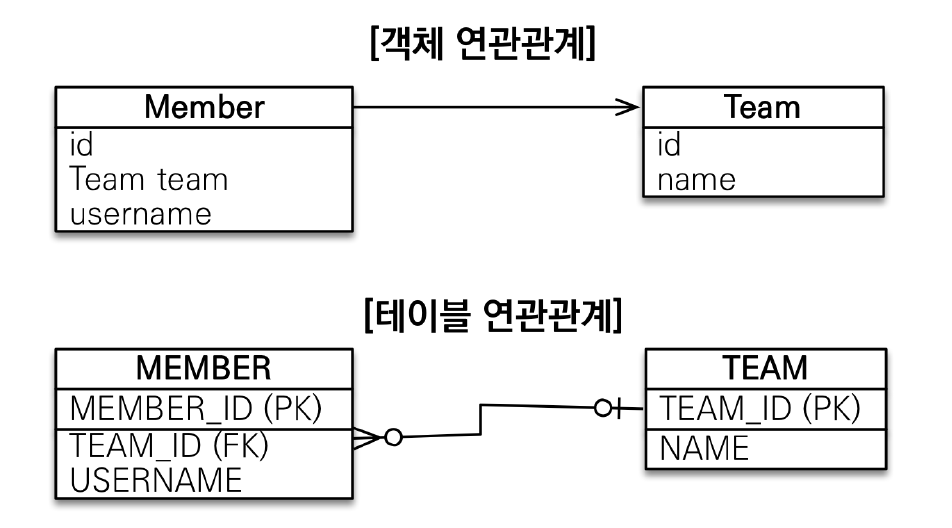 [객체 연관관계]
Member
id
Team team
username
Team
id
name
[테이블 연관관계]
MEMBER
MEMBER_ID (PK)
TEAM_ID (FK)
USERNAME
TEAM
TEAM_ID (PK)
NAME